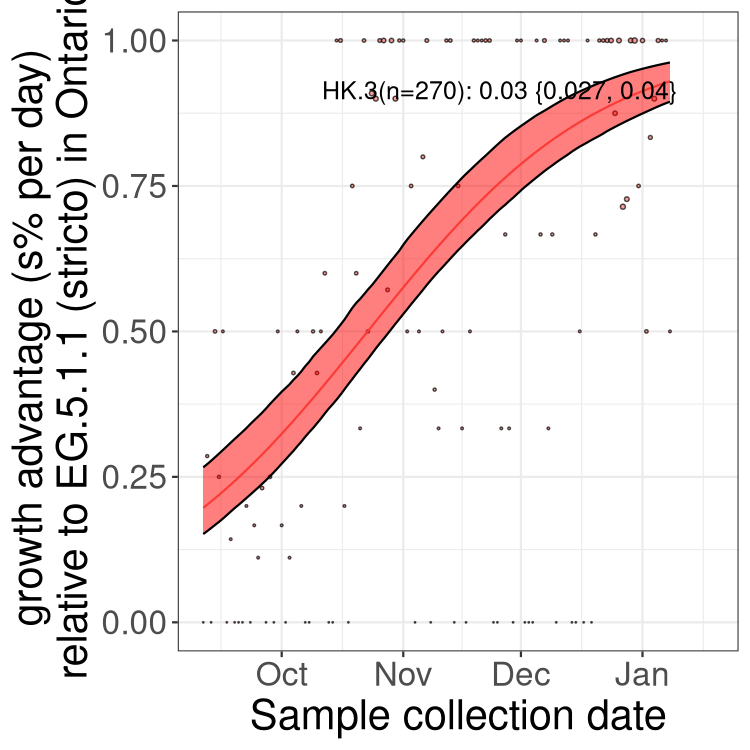 growth advantage (s% per day)
relative to EG.5.1.1 (stricto) in Ontario
1.00
0.75
0.50
0.25
0.00
HK.3(n=270): 0.03 {0.027, 0.04}
Oct Nov Dec Jan
Sample collection date